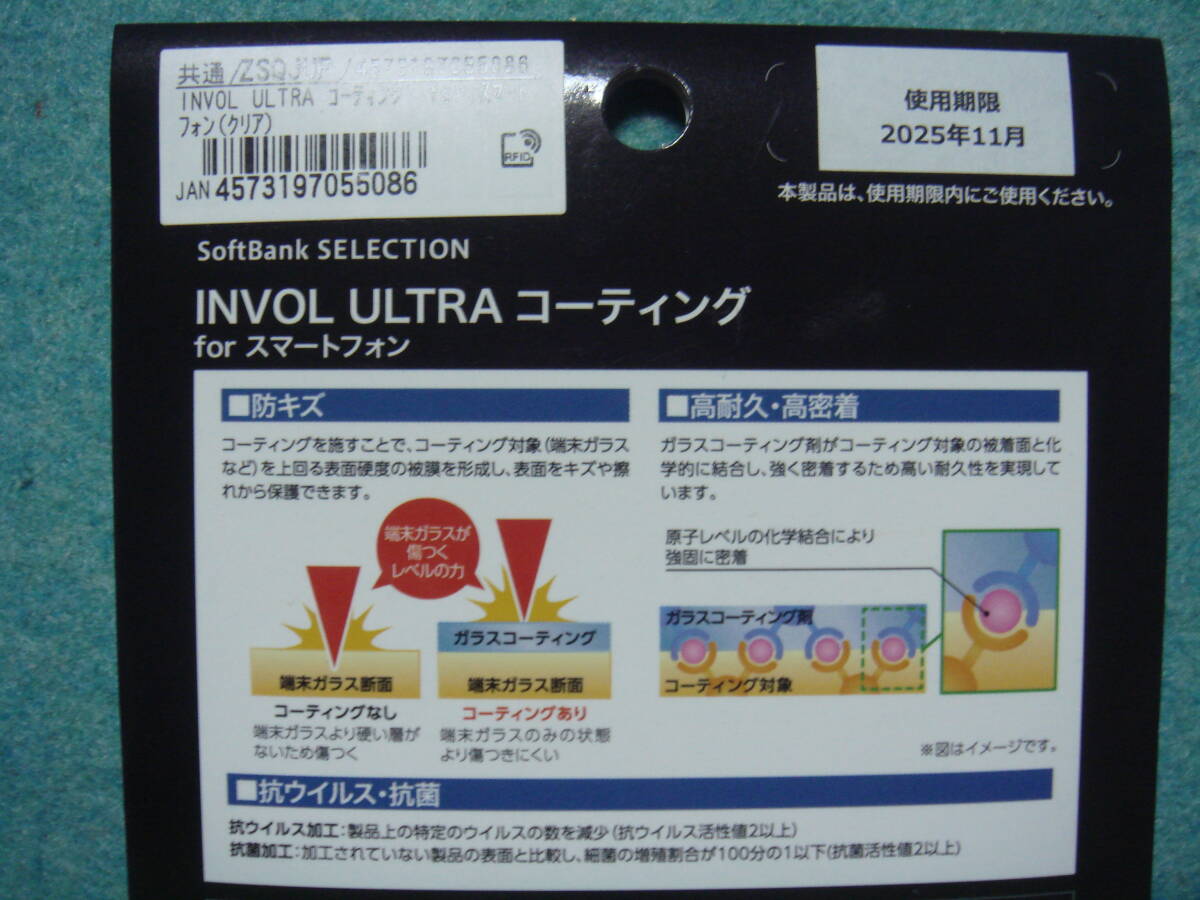 共通/ZSQJUP/4573197055086
INVOL ULTRA コーティング
フォン(クリア)
RFID
JAN 4573197055086
使用期限
2025年11月
本製品は、使用期限内にご使用ください。
SoftBank SELECTION
INVOL ULTRA コーティング
for スマートフォン
■防キズ
コーティングを施すことで、コーティング対象(端末ガラス
など)を上回る表面硬度の被膜を形成し、表面をキズや擦
れから保護できます。
端末ガラスが
傷つく
レベルの力
ガラスコーティング
端末ガラス断面
端末ガラス断面
コーティングなし
端末ガラスより硬い層が
ないため傷つく
コーティングあり
端末ガラスのみの状態
より傷つきにくい
■高耐久・高密着
ガラスコーティング剤がコーティング対象の被着面と化
学的に結合し、強く密着するため高い耐久性を実現して
います。
原子レベルの化学結合により
強固に密着
ガラスコーティング剤
コーティング対象
※図はイメージです。
■抗ウイルス・抗菌
抗ウイルス加工:製品上の特定のウイルスの数を減少(抗ウイルス活性値2以上)
抗菌加工:加工されていない製品の表面と比較し、細菌の増殖割合が100分の1以下(抗菌活性値2以上)